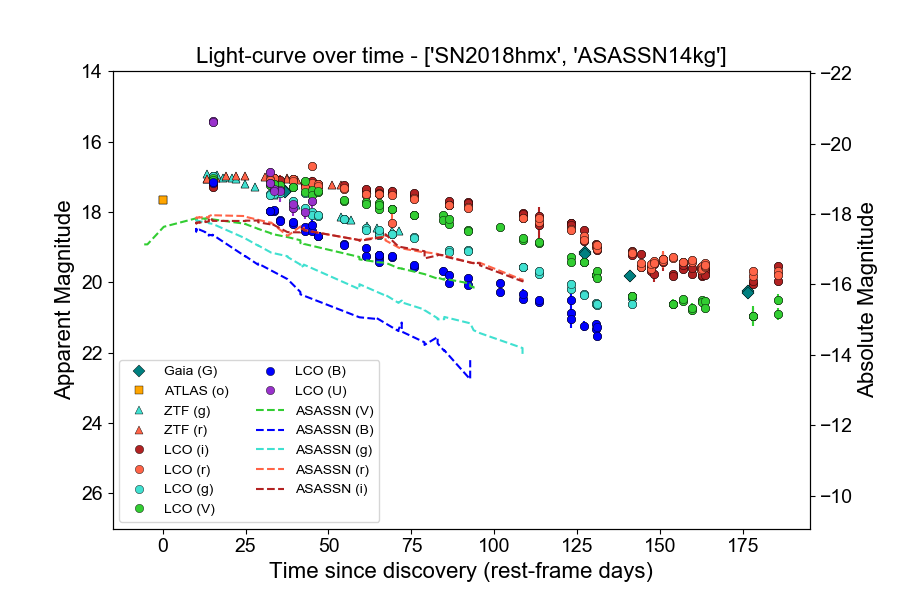 Light-curve over time - ['SN2018hmx', 'ASASSN14kg']
14
16
18
20
22
24
26
Apparent Magnitude
−22
−20
−18
−16
−14
−12
−10
Absolute Magnitude
Gaia (G)
ATLAS (o)
ZTF (g)
ZTF (r)
LCO (i)
LCO (r)
LCO (g)
LCO (V)
LCO (B)
LCO (U)
ASASSN (V)
ASASSN (B)
ASASSN (g)
ASASSN (r)
ASASSN (i)
0 25 50 75 100 125 150 175
Time since discovery (rest-frame days)